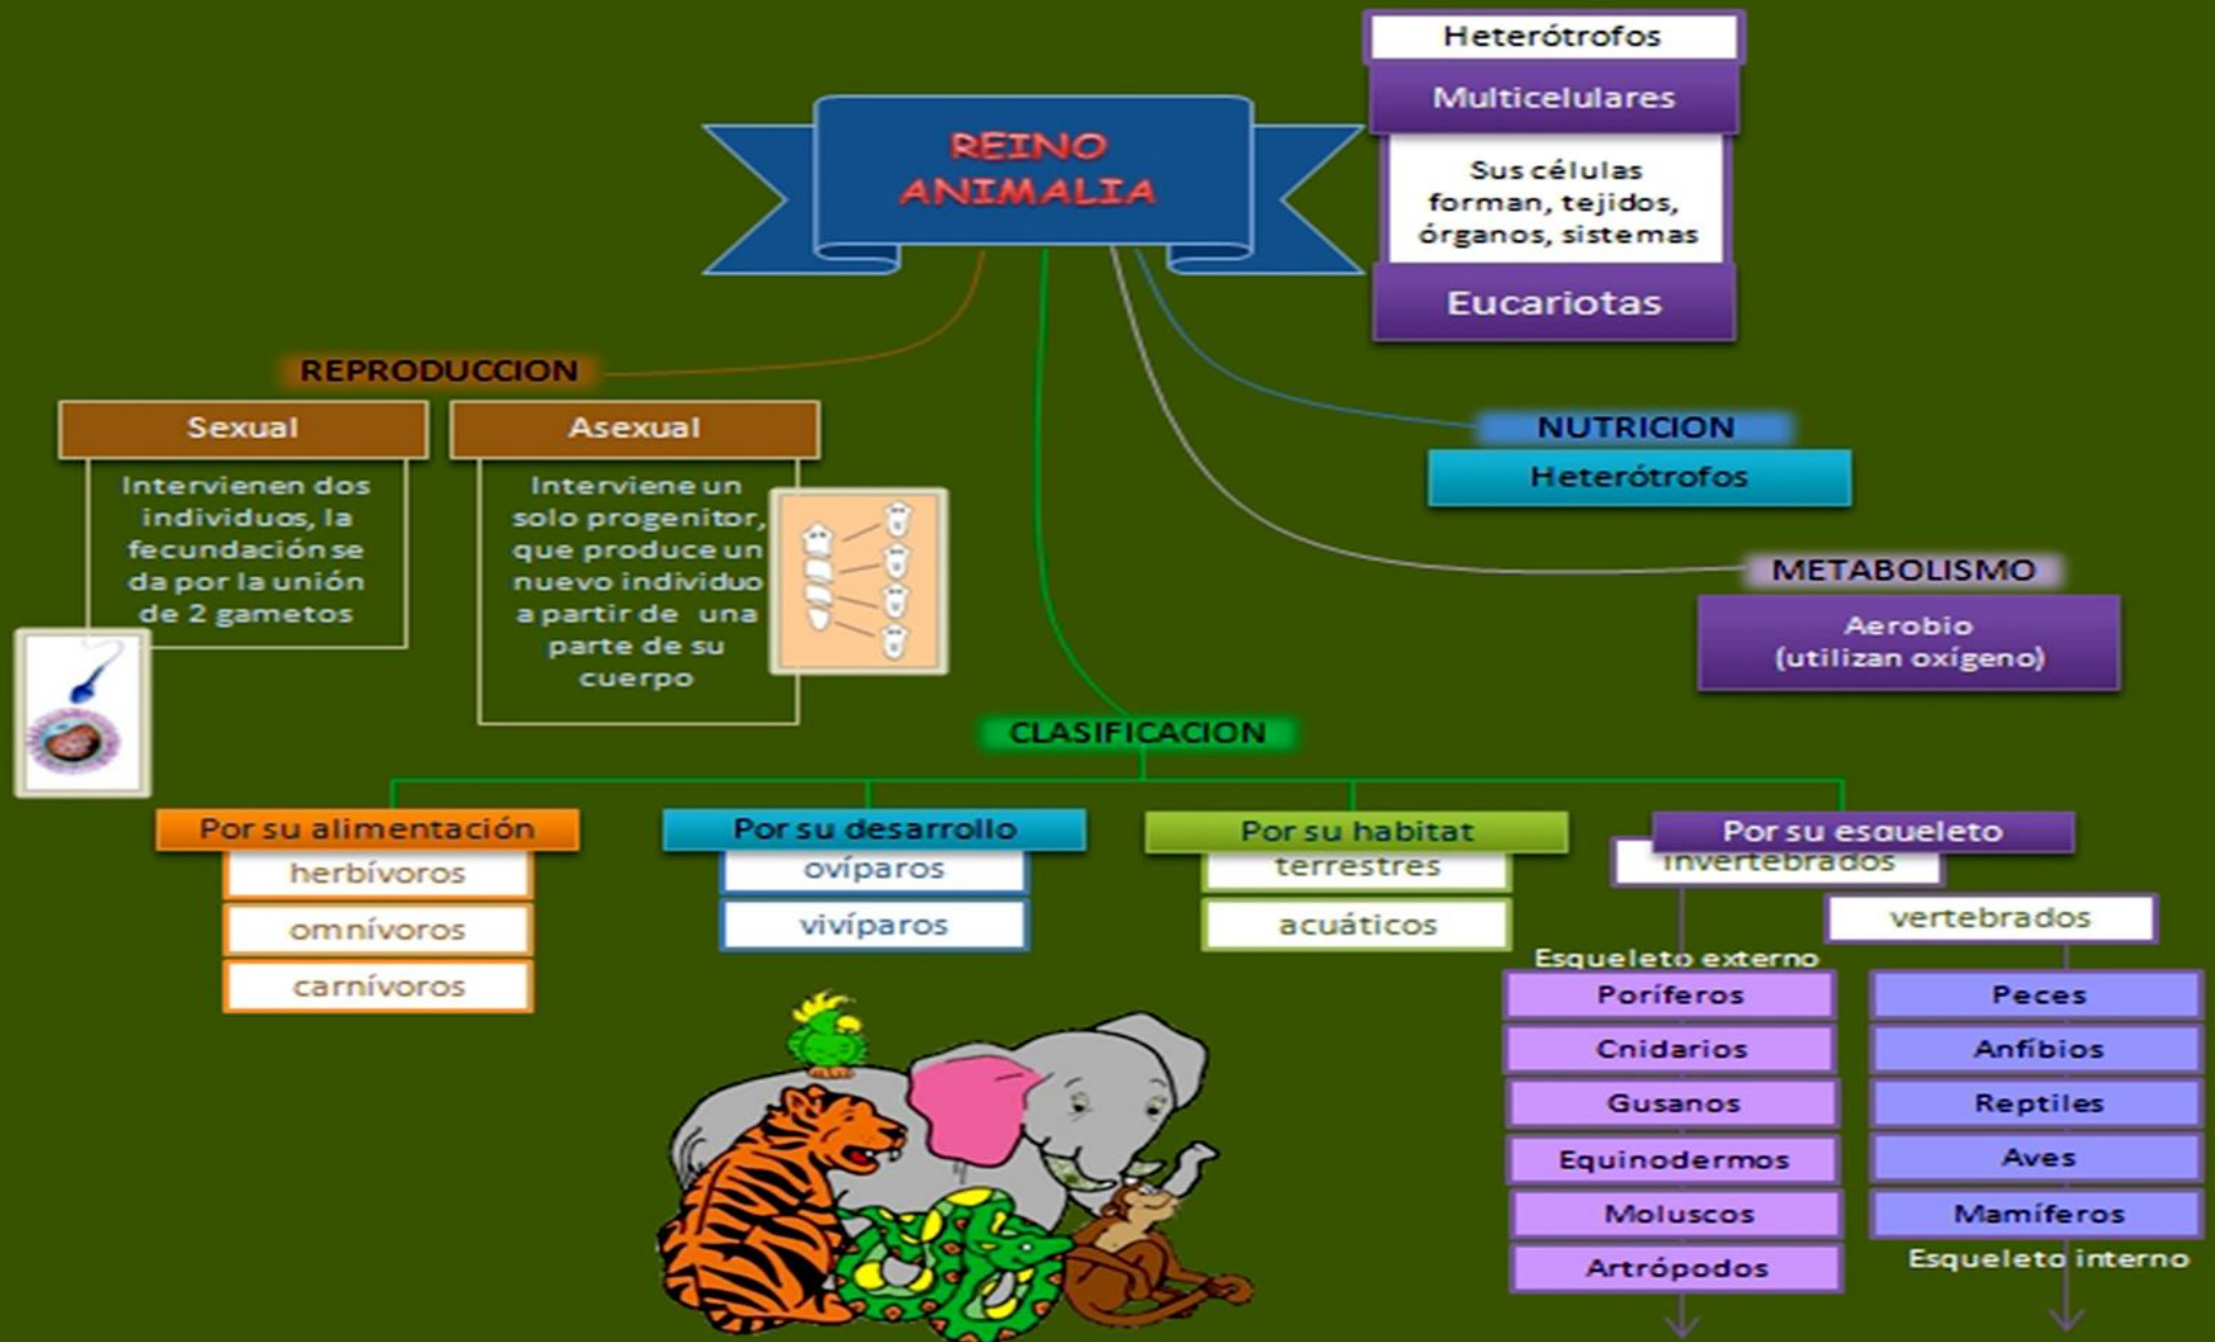 REINO
ANIMALIA
Heterótrofos
Multicelulares
Sus células
forman, tejidos,
órganos, sistemas
Eucariotas
REPRODUCCION
Sexual
Intervienen dos
individuos, la
fecundación se
da por la unión
de 2 gametos
Asexual
Interviene un
solo progenitor,
que produce un
nuevo individuo
a partir de una
parte de su
cuerpo
NUTRICION
Heterótrofos
METABOLISMO
Aerobio
(utilizan oxígeno)
CLASIFICACION
Por su alimentación
herbívoros
omnívoros
carnívoros
Por su desarrollo
ovíparos
vivíparos
Por su habitat
terrestres
acuáticos
Por su esqueleto
invertebrados
Esqueleto externo
Poríferos
Cnidarios
Gusanos
Equinodermos
Moluscos
Artrópodos
vertebrados
Peces
Anfíbios
Reptiles
Aves
Mamíferos
Esqueleto interno